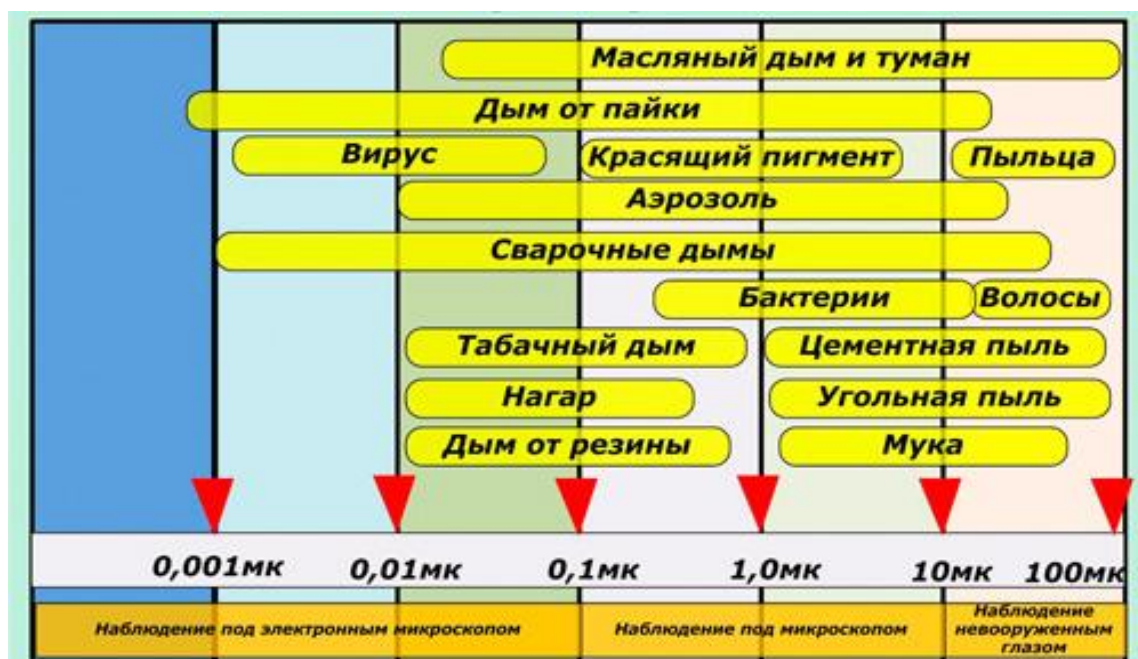 Масляный дым и туман
Дым от пайки
Вирус
Красящий пигмент
Пыльца
Аэрозоль
Сварочные дымы
Бактерии
Волосы
Табачный дым
Цементная пыль
Нагар
Угольная пыль
Дым от резины
Мука
0,001мк
0,01мк
0,1мк
1,0мк
10мк
100мк
Наблюдение под электронным микроскопом
Наблюдение под микроскопом
Наблюдение
невооруженным
глазом